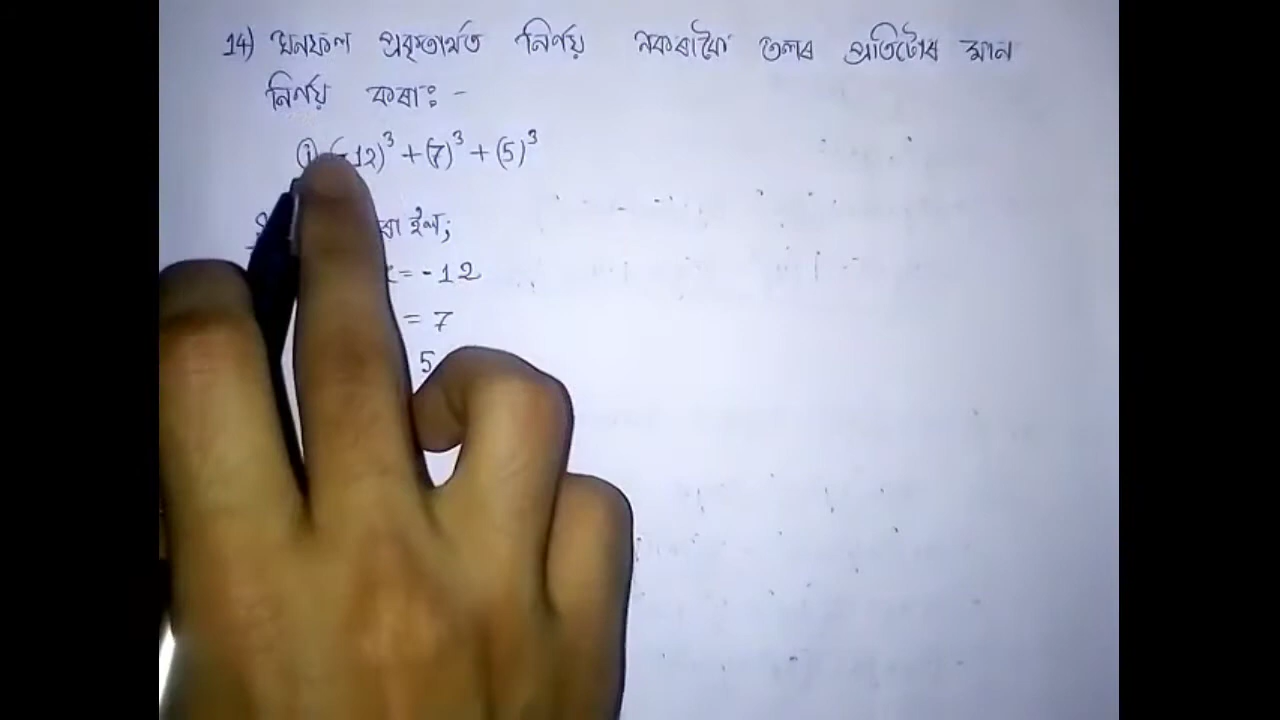 14) ঘনফল প্ৰকৃতাৰ্থত নিৰ্ণয় নকৰাকৈ তলৰ প্ৰতিটোৰ মান
নিৰ্ণয় কৰা : -
(i) (-12)³ + (7)³ + (5)³
ৰা হ'ল;
= -12
= 7
5